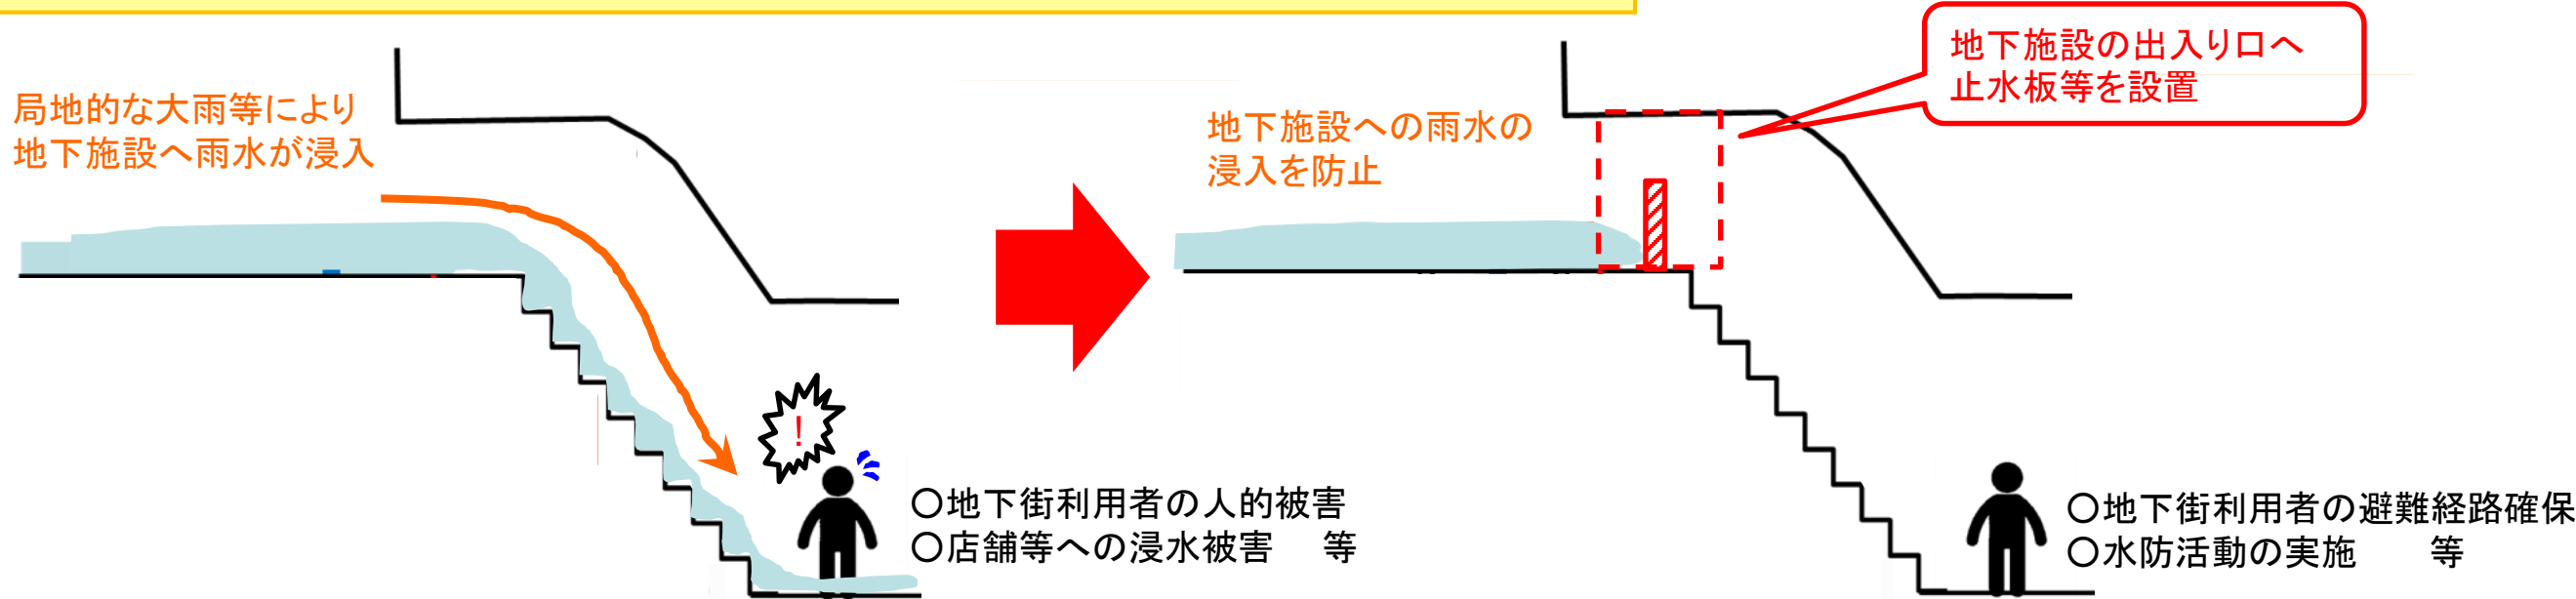 局地的な大雨等により
地下施設へ雨水が浸入
!
〇地下街利用者の人的被害
〇店舗等への浸水被害　等
地下施設への雨水の
浸入を防止
地下施設の出入り口へ
止水板等を設置
〇地下街利用者の避難経路確保
〇水防活動の実施　　等